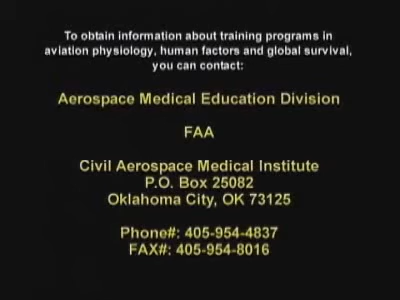 To obtain information about training programs in
aviation physiology, human factors and global survival,
you can contact:
Aerospace Medical Education Division
FAA
Civil Aerospace Medical Institute
P.O. Box 25082
Oklahoma City, OK 73125
Phone#: 405-954-4837
FAX#: 405-954-8016